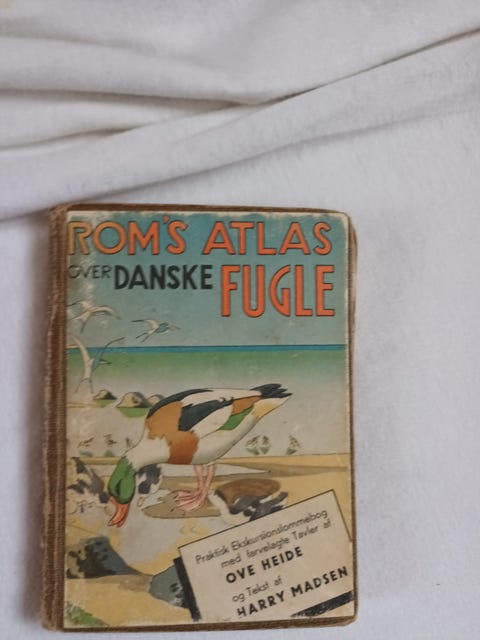 ROM'S ATLAS
OVER DANSKE FUGLE
Praktisk Ekskursionslommebog
med farvelagte Tavler af
OVE HEIDE
og Tekst af
HARRY MADSEN